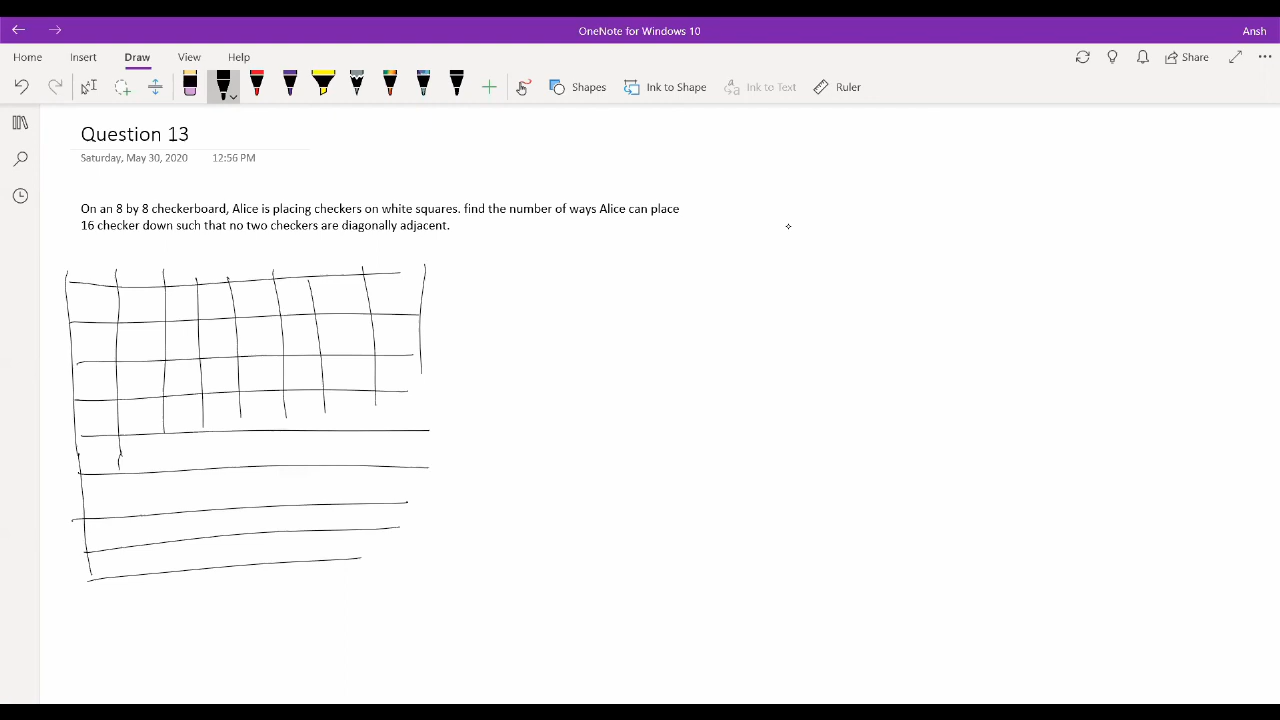 OneNote for Windows 10
Ansh
Home Insert Draw View Help
Share
Shapes Ink to Shape Ink to Text Ruler
Question 13
Saturday, May 30, 2020 12:56 PM
On an 8 by 8 checkerboard, Alice is placing checkers on white squares. find the number of ways Alice can place
16 checker down such that no two checkers are diagonally adjacent.